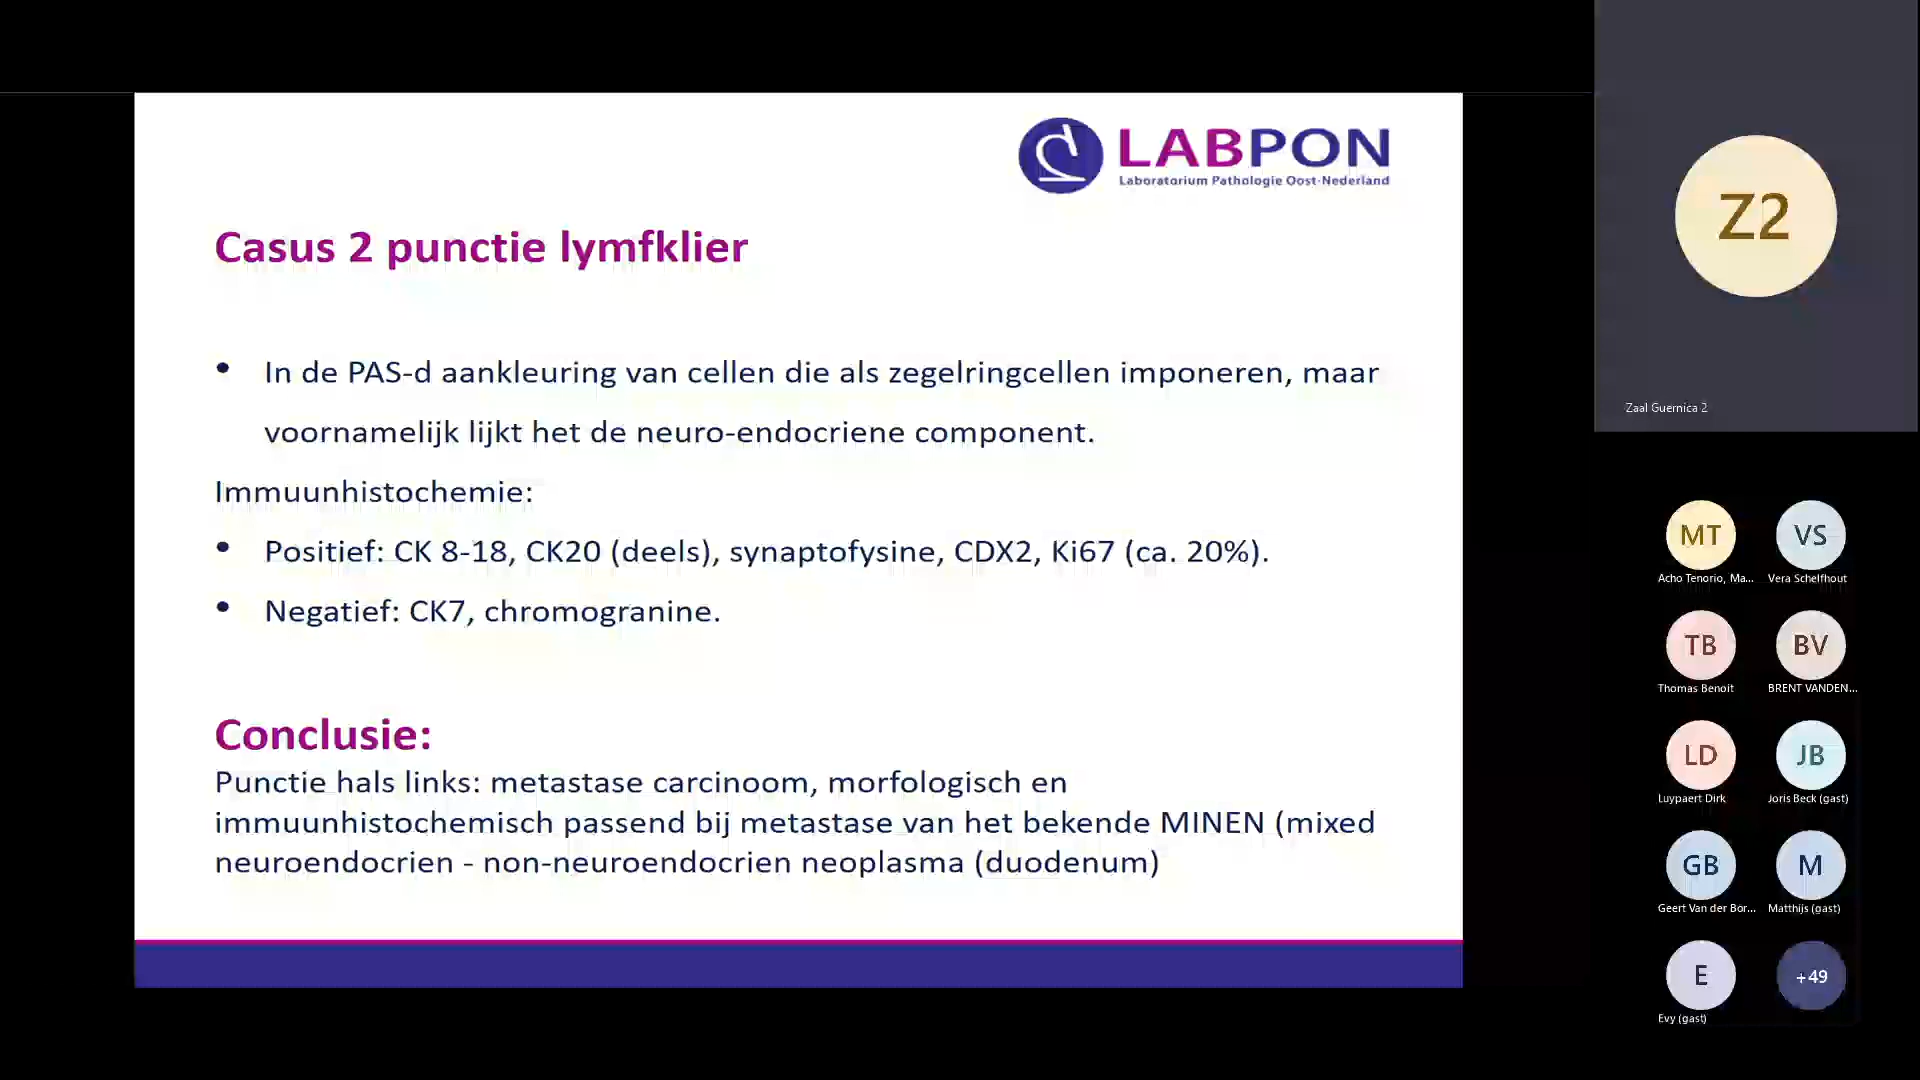 LABPON
Laboratorium Pathologie Oost-Nederland
Casus 2 punctie lymfklier
• In de PAS-d aankleuring van cellen die als zegelringcellen imponeren, maar
voornamelijk lijkt het de neuro-endocriene component.
Immuunhistochemie:
• Positief: CK 8-18, CK20 (deels), synaptofysine, CDX2, Ki67 (ca. 20%).
• Negatief: CK7, chromogranine.
Conclusie:
Punctie hals links: metastase carcinoom, morfologisch en
immuunhistochemisch passend bij metastase van het bekende MINEN (mixed
neuroendocrien - non-neuroendocrien neoplasma (duodenum)
Z2
Zaal Guernica 2
MT
VS
Acho Tenorio, Ma...
Vera Schelfhout
TB
BV
Thomas Benoit
BRENT VANDEN...
LD
JB
Luypaert Dirk
Joris Beck (gast)
GB
M
Geert Van der Bor...
Matthijs (gast)
E
+49
Evy (gast)